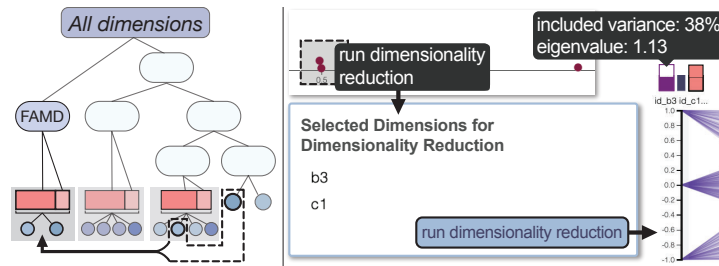 All dimensions
FAMD
0.5
run dimensionality
reduction
included variance: 38%
eigenvalue: 1.13
Selected Dimensions for
Dimensionality Reduction
b3
c1
run dimensionality reduction
id_b3 id_c1...
1.0
0.8
0.6
0.4
0.2
0.0
-0.2
-0.4
-0.6
-0.8
-1.0